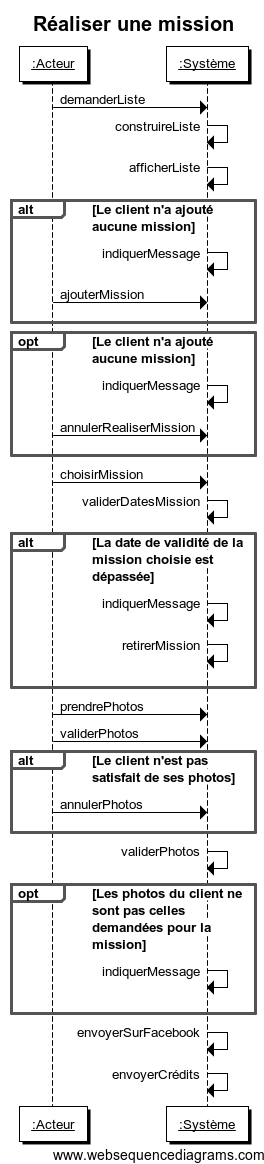 Réaliser une mission
:Acteur :Système
demanderListe
construireListe
afficherListe
alt [Le client n'a ajouté
aucune mission]
indiquerMessage
ajouterMission
opt [Le client n'a ajouté
aucune mission]
indiquerMessage
annulerRealiserMission
choisirMission
validerDatesMission
alt [La date de validité de la
mission choisie est
dépassée]
indiquerMessage
retirerMission
prendrePhotos
validerPhotos
alt [Le client n'est pas
satisfait de ses photos]
annulerPhotos
validerPhotos
opt [Les photos du client ne
sont pas celles
demandées pour la
mission]
indiquerMessage
envoyerSurFacebook
envoyerCrédits
:Acteur :Système
www.websequencediagrams.com